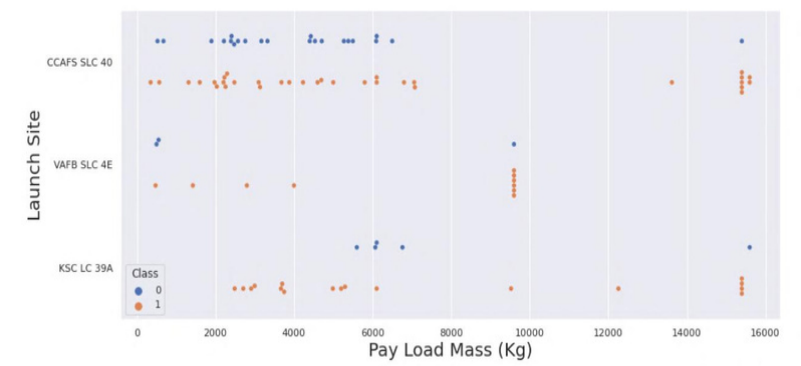 Launch Site
CCAFS SLC 40
VAFB SLC 4E
KSC LC 39A
Class
0
1
0 2000 4000 6000 8000 10000 12000 14000 16000
Pay Load Mass (Kg)